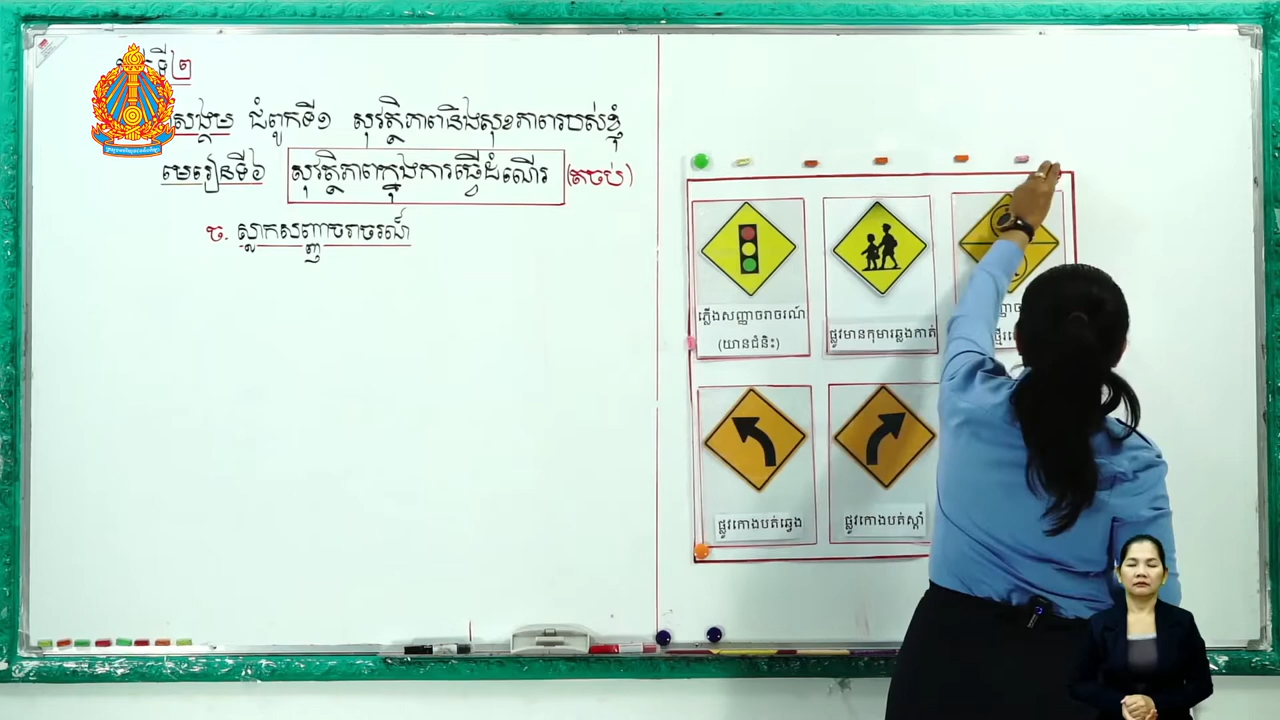 ទី២
សង្គម ជំពូកទី១ សុវត្ថិភាពនិងសុខភាពរបស់ខ្ញុំ
មេរៀនទី៦ សុវត្ថិភាពក្នុងការធ្វើដំណើរ (តចប់)
ច. ស្លាកសញ្ញាចរាចរណ៍
ភ្លើងសញ្ញាចរាចរណ៍
(យានជំនិះ)
ផ្លូវមានកុមារឆ្លងកាត់
ផ្លូវកោងបត់ឆ្វេង
ផ្លូវកោងបត់ស្ដាំ